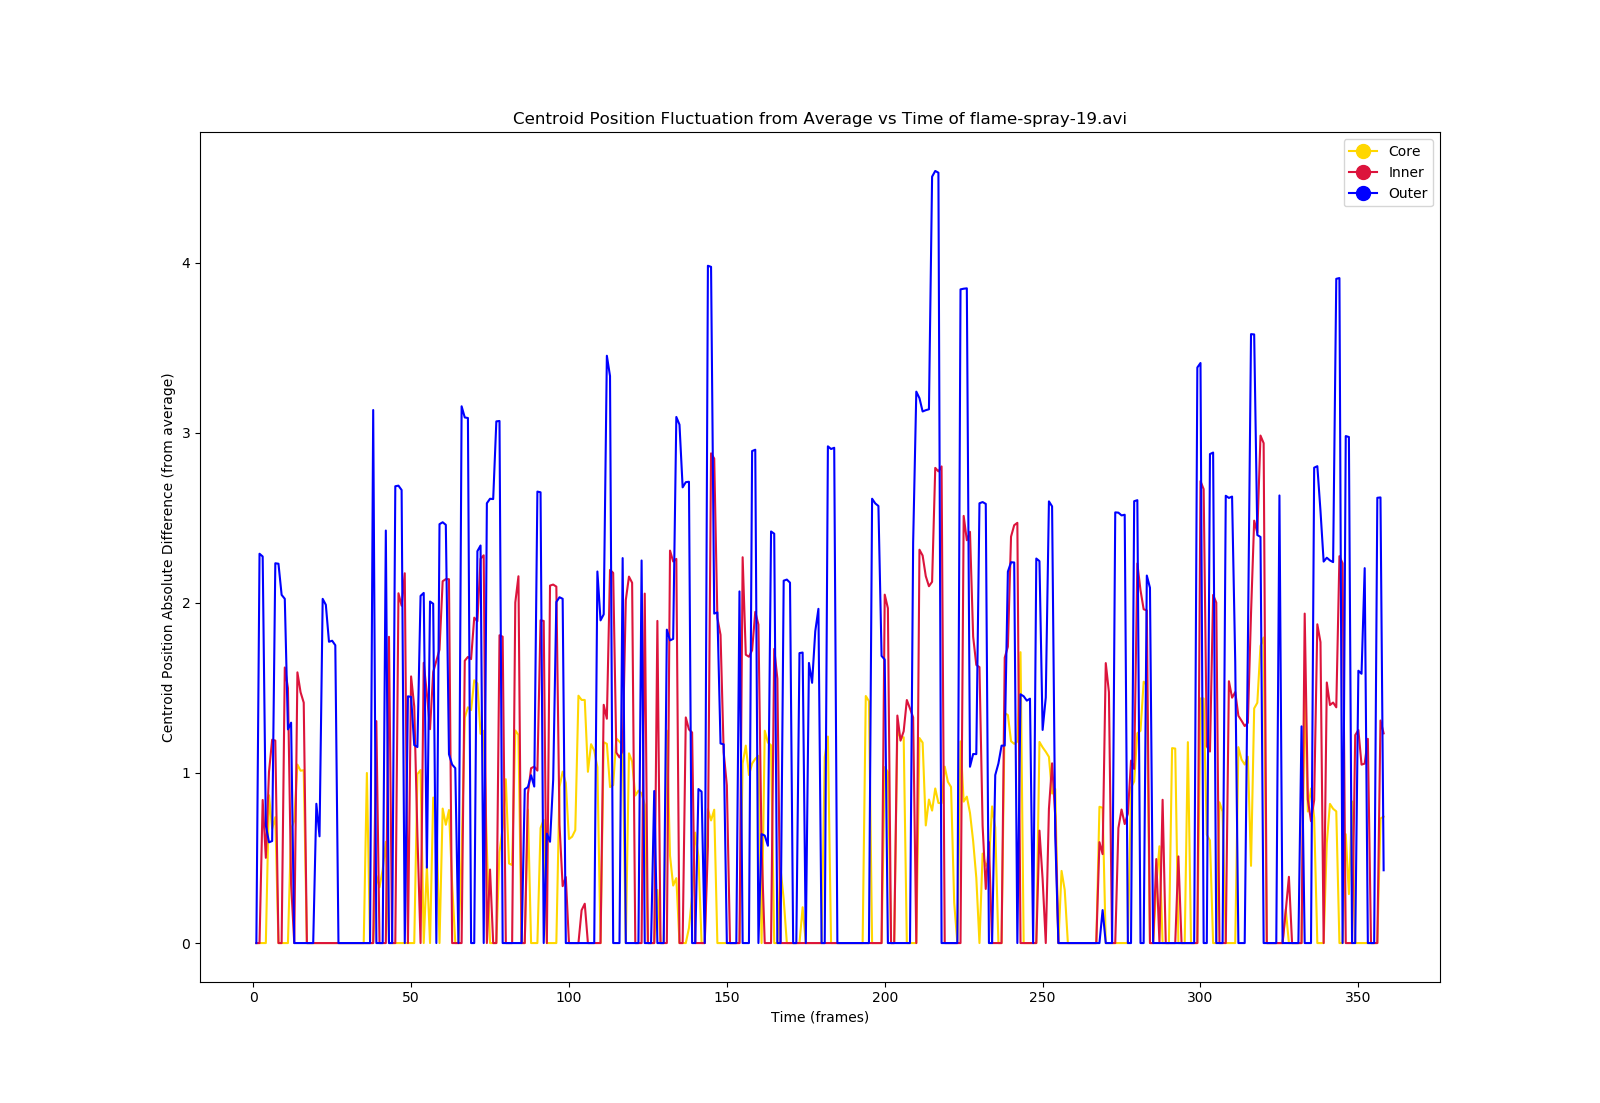 Centroid Position Fluctuation from Average vs Time of flame-spray-19.avi
Core
Inner
Outer
Centroid Position Absolute Difference (from average)
4
3
2
1
0
0 50 100 150 200 250 300 350
Time (frames)